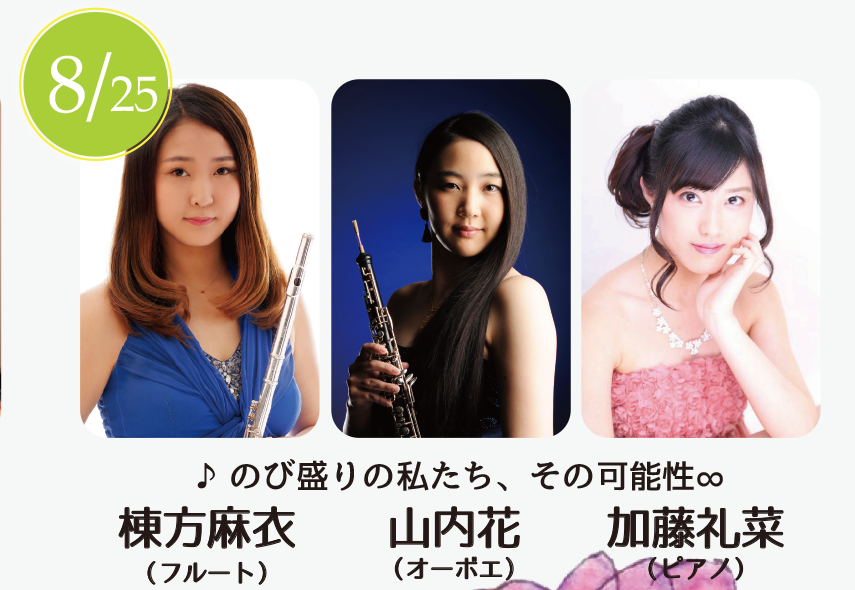 8/25
♪ のび盛りの私たち、その可能性∞
棟方麻衣 山内花 加藤礼菜
（フルート） （オーボエ） （ピアノ）